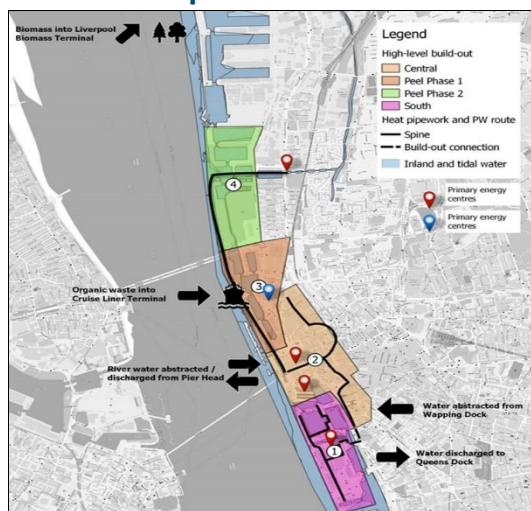 Biomass into Liverpool
Biomass Terminal
Legend
High-level build-out
Central
Peel Phase 1
Peel Phase 2
South
Heat pipework and PW route
Spine
Build-out connection
Inland and tidal water
Primary energy
centres
Primary energy
centres
4
Organic waste into
Cruise Liner Terminal
3
River water abstracted /
discharged from Pier Head
2
Water abstracted from
Wapping Dock
1
Water discharged to
Queens Dock